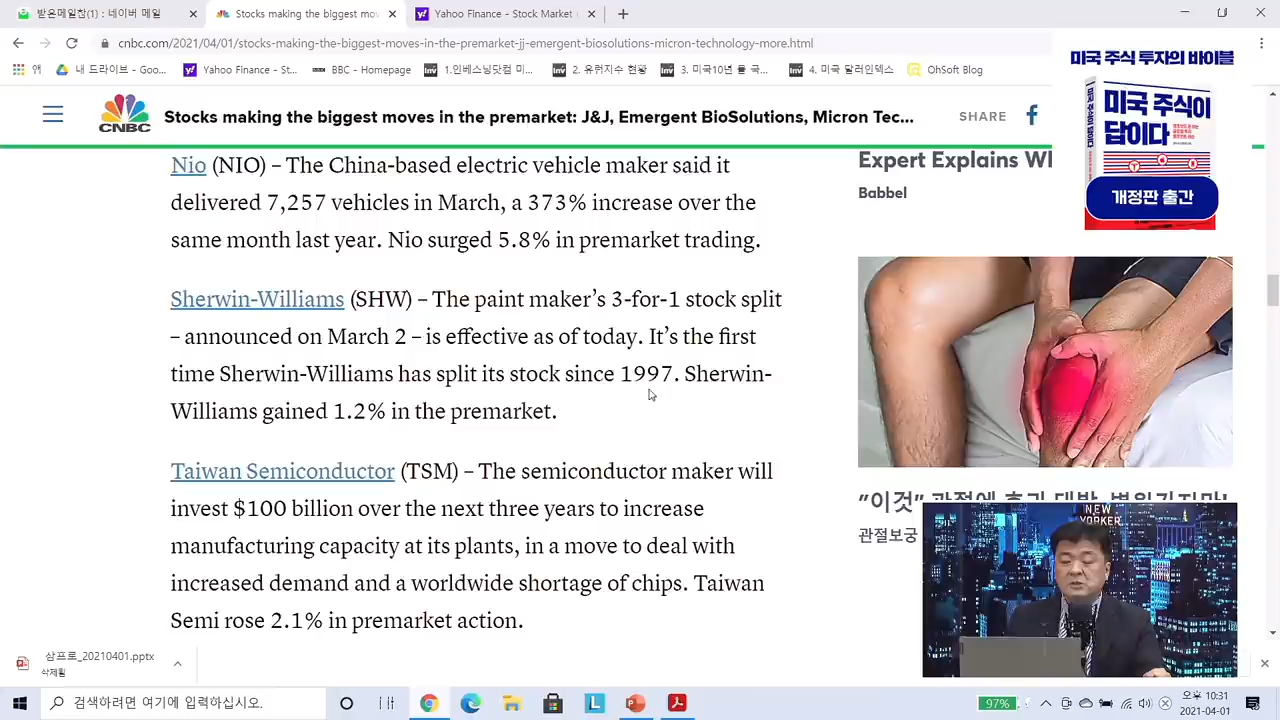 받은메일함(1) : 네이버 메일
Stocks making the biggest mov
Yahoo Finance - Stock Market
cnbc.com/2021/04/01/stocks-making-the-biggest-moves-in-the-premarket-jj-emergent-biosolutions-micron-technology-more.html
앱
내 드라이브 - Goo...
Yahoo Finance - St...
BBC - Homepage
2. 유럽지수 현황
3. 미국10년 물 국...
4. 미국 달러인덱스
OhSoft Blog
미국 주식 투자의 바이블
미국 주식이
답이다
개정판 출간
CNBC
Stocks making the biggest moves in the premarket: J&J, Emergent BioSolutions, Micron Tec...
SHARE
Nio (NIO) – The China-based electric vehicle maker said it
delivered 7,257 vehicles in March, a 373% increase over the
same month last year. Nio surged 5.8% in premarket trading.
Sherwin-Williams (SHW) – The paint maker’s 3-for-1 stock split
– announced on March 2 – is effective as of today. It’s the first
time Sherwin-Williams has split its stock since 1997. Sherwin-
Williams gained 1.2% in the premarket.
Taiwan Semiconductor (TSM) – The semiconductor maker will
invest $100 billion over the next three years to increase
manufacturing capacity at its plants, in a move to deal with
increased demand and a worldwide shortage of chips. Taiwan
Semi rose 2.1% in premarket action.
Expert Explains Wl
Babbel
”이것” 관절에 효과 대박
관절보궁
NEW
YORKER
삼프로_20210401.pptx
삭제됨
검색하려면 여기에 입력하십시오.
97%
오후 10:31
2021-04-01